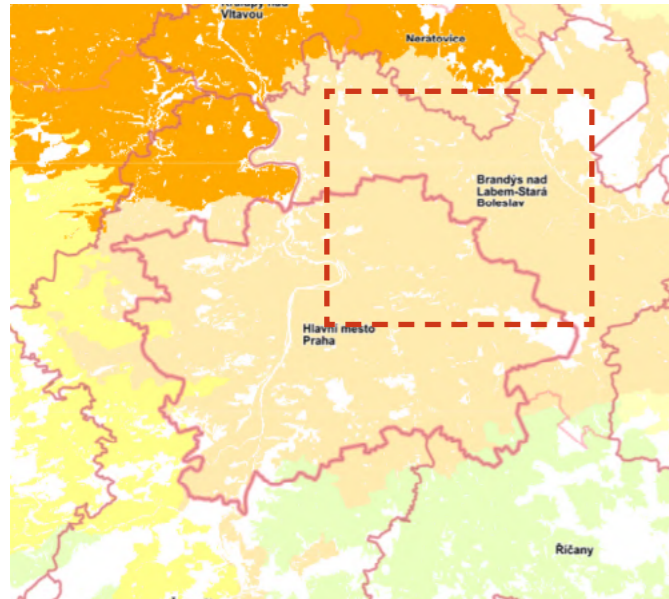 Vltavou
Neratovice
Brandýs nad
Labem-Stará
Boleslav
Hlavní město
Praha
Říčany